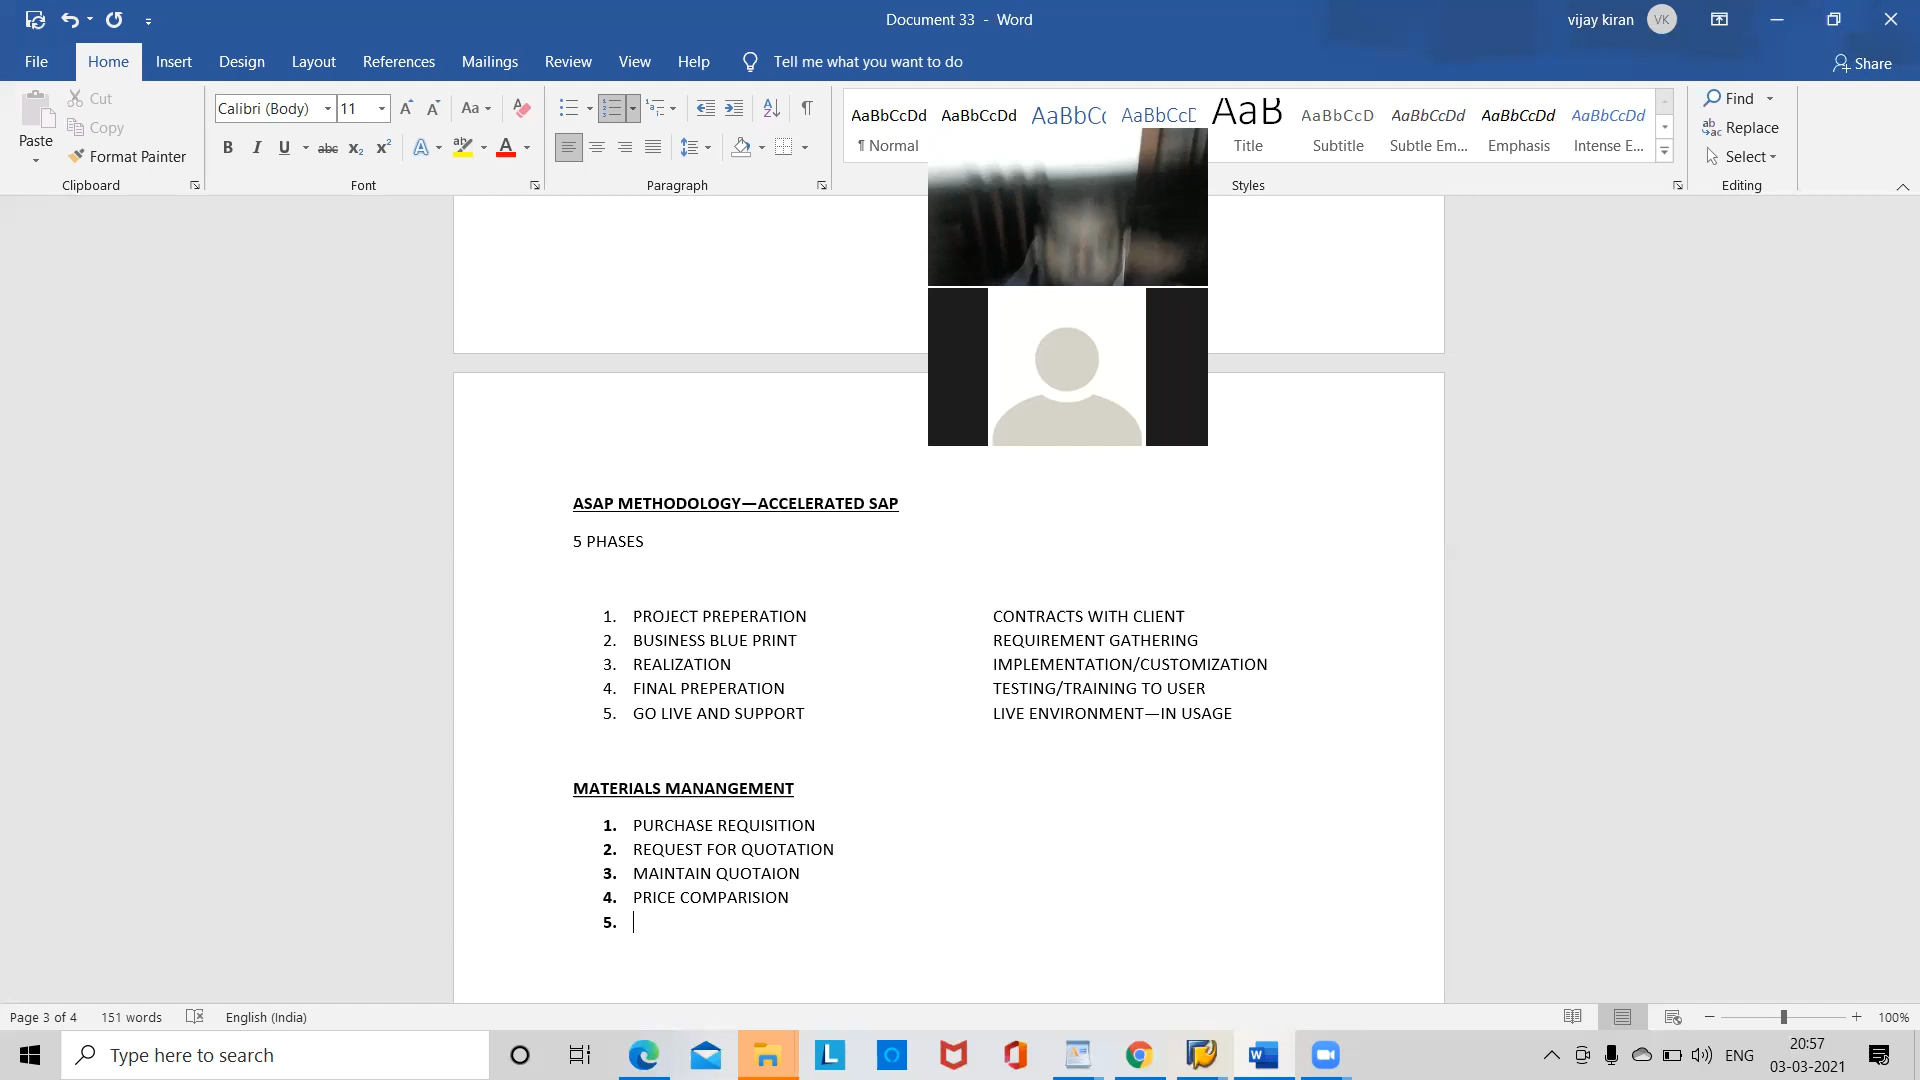 Document 33 - Word
vijay kiran
VK
File
Home
Insert
Design
Layout
References
Mailings
Review
View
Help
Tell me what you want to do
Share
Paste
Cut
Copy
Format Painter
Clipboard
Calibri (Body)
11
Font
Paragraph
AaBbCcDd
¶ Normal
AaBbCcDd
AaBbCc
AaBbCcD
AaB
Title
AaBbCcD
Subtitle
AaBbCcDd
Subtle Em...
AaBbCcDd
Emphasis
AaBbCcDd
Intense E...
Styles
Find
Replace
Select
Editing
ASAP METHODOLOGY—ACCELERATED SAP
5 PHASES
1. PROJECT PREPERATION CONTRACTS WITH CLIENT
2. BUSINESS BLUE PRINT REQUIREMENT GATHERING
3. REALIZATION IMPLEMENTATION/CUSTOMIZATION
4. FINAL PREPERATION TESTING/TRAINING TO USER
5. GO LIVE AND SUPPORT LIVE ENVIRONMENT—IN USAGE
MATERIALS MANANGEMENT
1. PURCHASE REQUISITION
2. REQUEST FOR QUOTATION
3. MAINTAIN QUOTAION
4. PRICE COMPARISION
5.
Page 3 of 4
151 words
English (India)
100%
Type here to search
ENG
20:57
03-03-2021